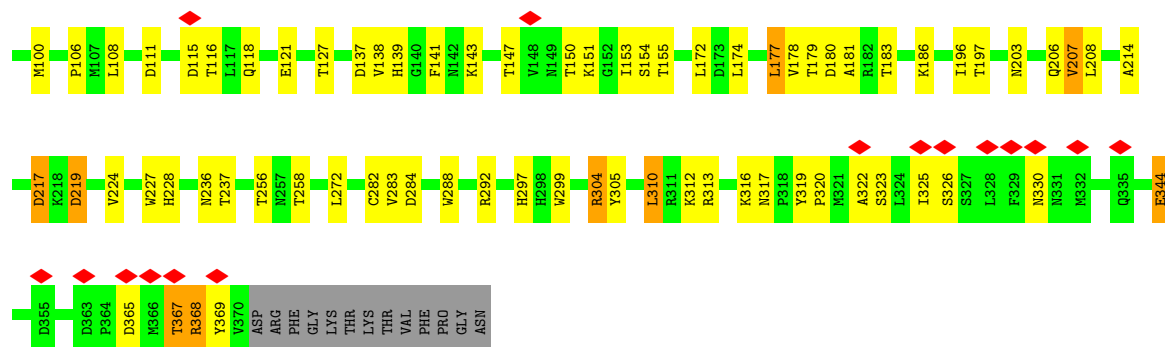 M100 P106 M107 L108 D111 D115 T116 L117 Q118 E121 T127 D137 V138 H139 G140 F141 N142 K143 T147 V148 N149 T150 K151 G152 I153 S154 T155 L172 D173 L174 L177 V178 T179 D180 A181 R182 T183 K186 I196 T197 N203 Q206 V207 L208 A214
D217 K218 D219 V224 W227 H228 N236 T237 T256 N257 T258 L272 C282 V283 D284 W288 R292 H297 H298 W299 R304 Y305 L310 R311 K312 R313 K316 N317 P318 Y319 P320 M321 A322 S323 L324 I325 S326 S327 L328 F329 N330 N331 M332 Q335 E344
D355 D363 P364 D365 M366 T367 R368 Y369 V370 ASP ARG PHE GLY LYS THR LYS THR VAL PHE PRO GLY ASN